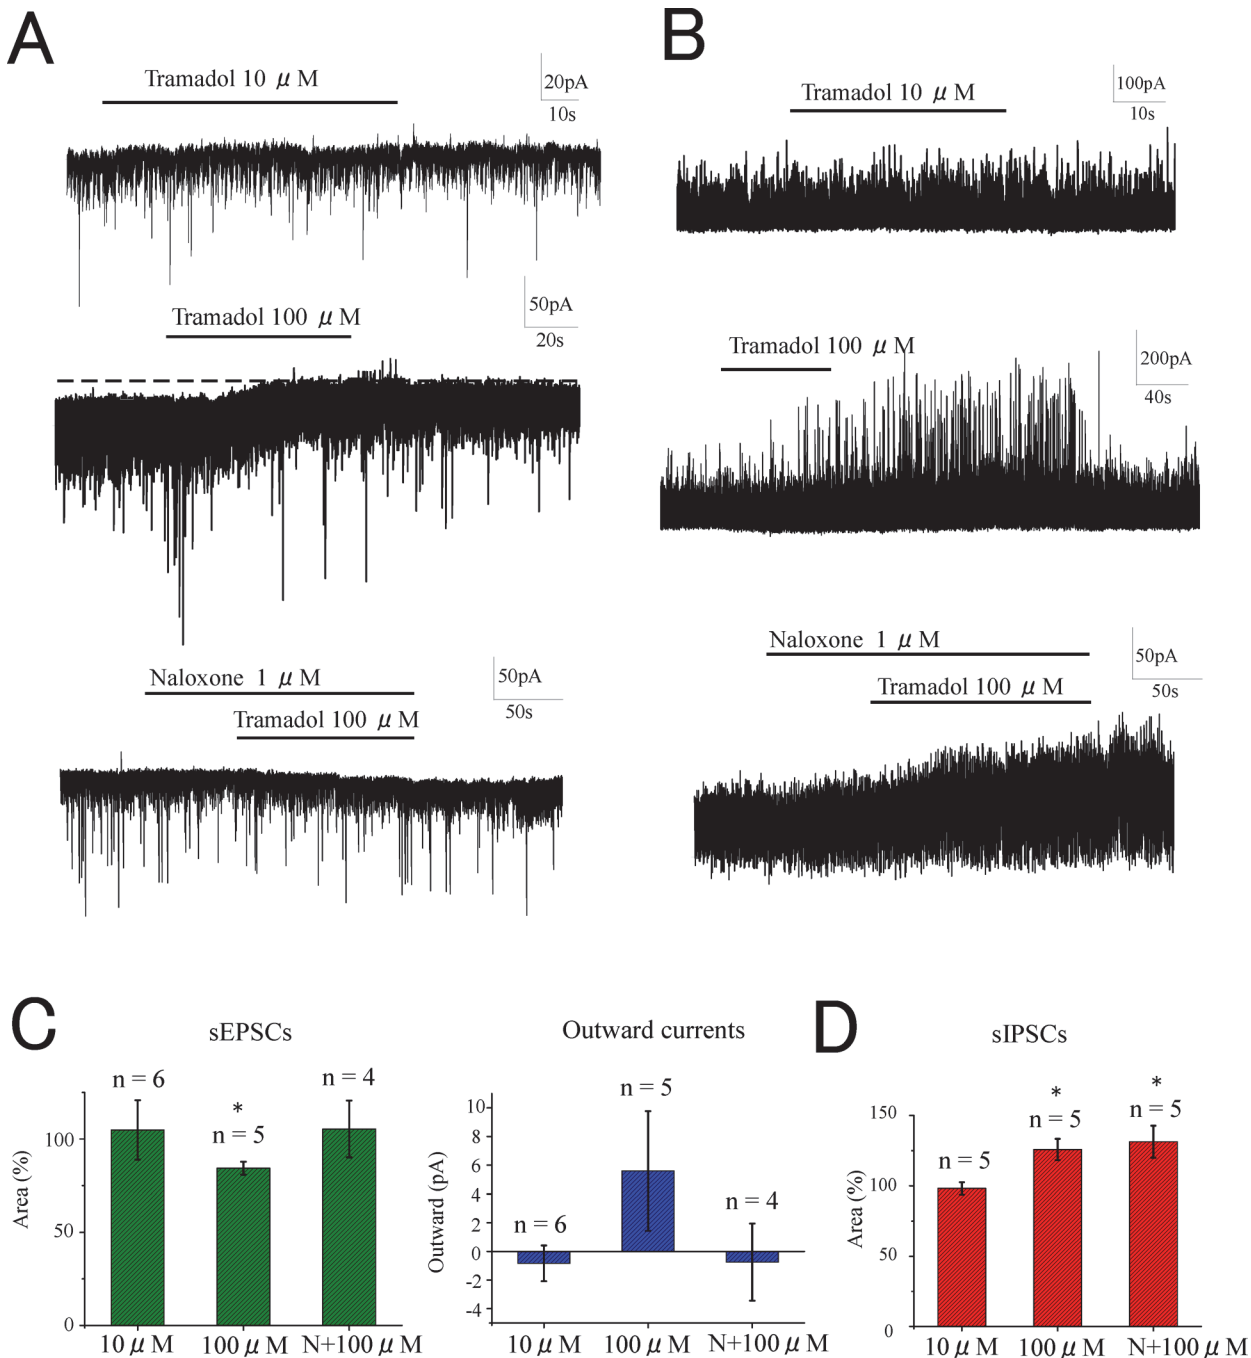 A
Tramadol 10 μ M
20pA
10s
Tramadol 100 μ M
50pA
20s
Naloxone 1 μ M
Tramadol 100 μ M
50pA
50s
B
Tramadol 10 μ M
100pA
10s
Tramadol 100 μ M
200pA
40s
Naloxone 1 μ M
Tramadol 100 μ M
50pA
50s
C
sEPSCs
n = 6
*
n = 5
n = 4
Area (%)
100
50
0
10 μ M
100 μ M
N+100 μ M
Outward currents
n = 6
n = 5
n = 4
Outward (pA)
10
8
6
4
2
0
-2
-4
10 μ M
100 μ M
N+100 μ M
D
sIPSCs
n = 5
*
n = 5
*
n = 5
Area (%)
150
100
50
0
10 μ M
100 μ M
N+100 μ M